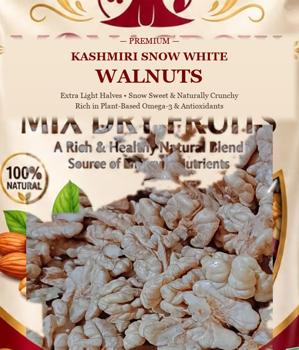 — PREMIUM —
KASHMIRI SNOW WHITE
WALNUTS
Extra Light Halves • Snow Sweet & Naturally Crunchy
Rich in Plant-Based Omega-3 & Antioxidants
MIX DRY FRUITS
A Rich & Healthy Natural Blend
Source of
100%
NATURAL